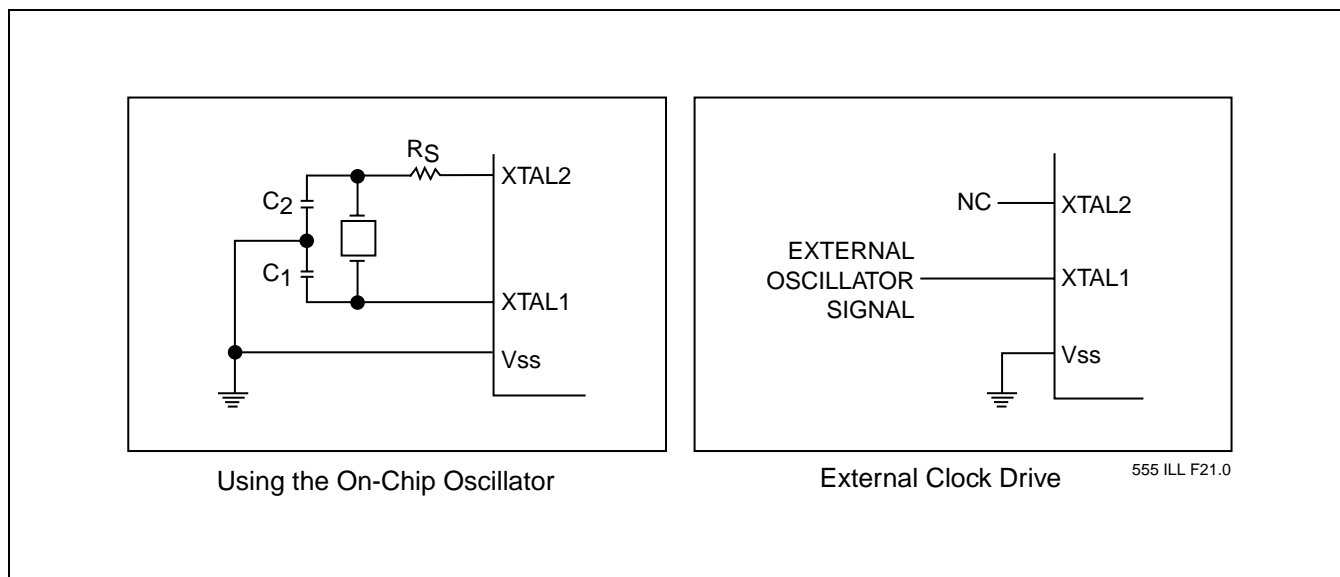 RS
XTAL2
C2
C1
XTAL1
Vss
Using the On-Chip Oscillator
NC
XTAL2
EXTERNAL
OSCILLATOR
SIGNAL
XTAL1
Vss
External Clock Drive
555 ILL F21.0